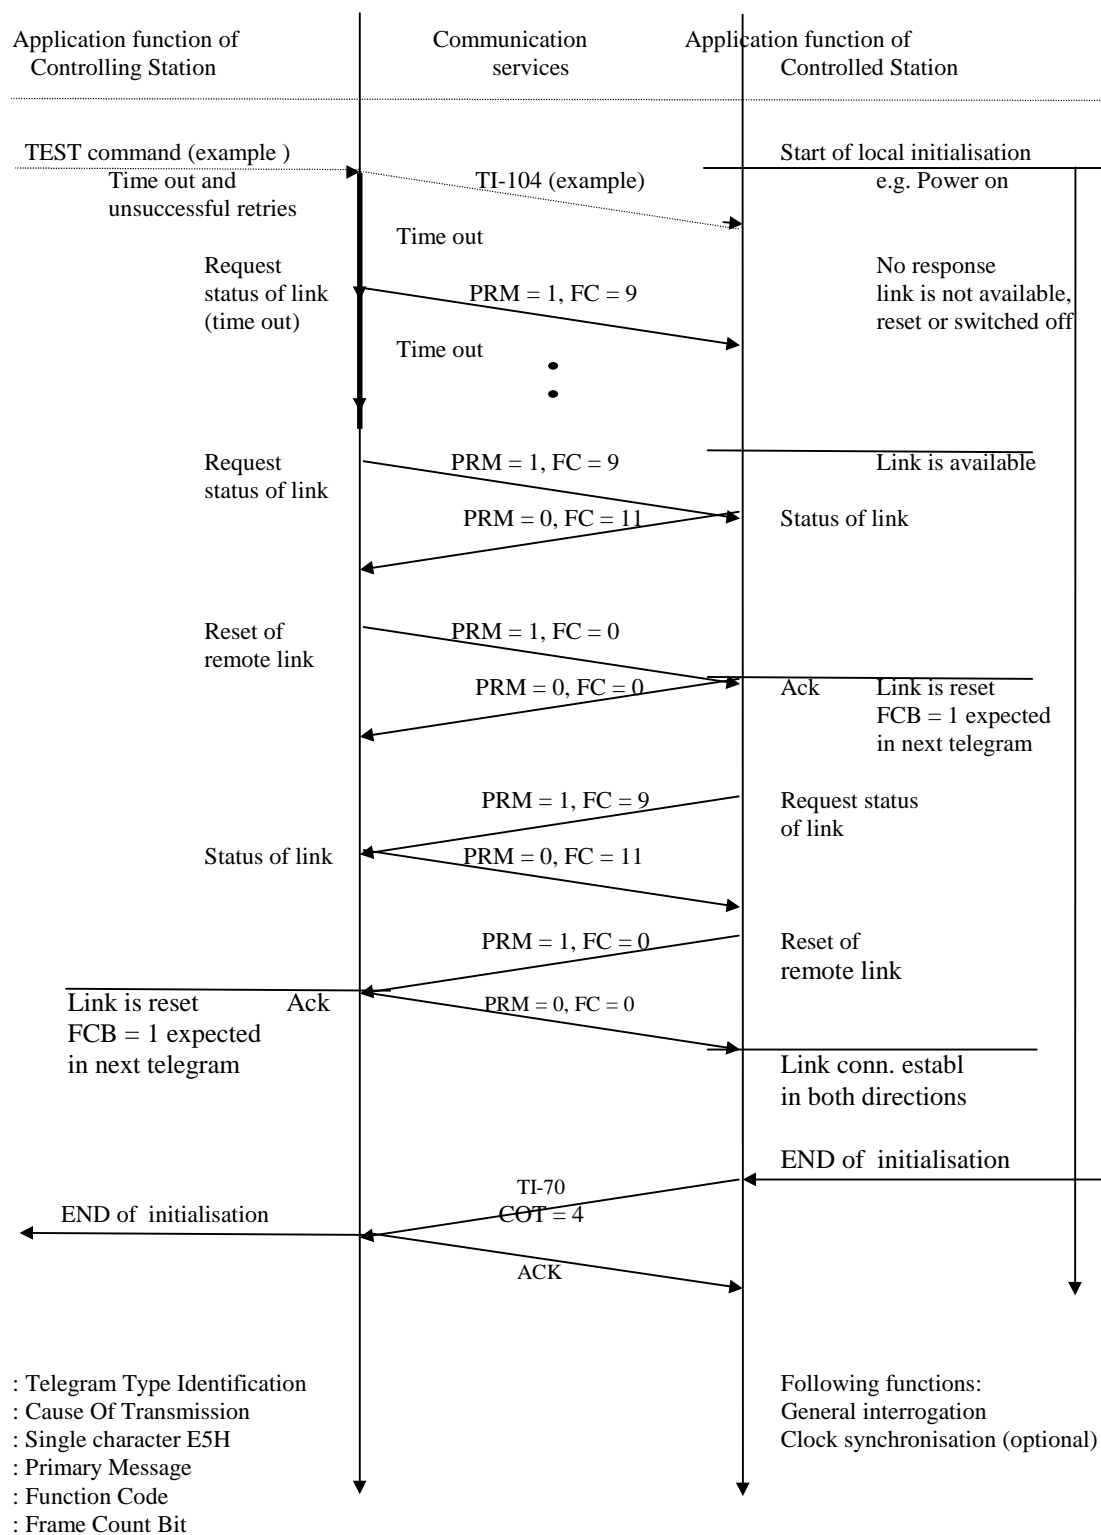 Application function of
Controlling Station
Communication
services
Application function of
Controlled Station
TEST command (example )
Time out and
unsuccessful retries
TI-104 (example)
Start of local initialisation
e.g. Power on
Time out
Request
status of link
(time out)
PRM = 1, FC = 9
No response
link is not available,
reset or switched off
Time out
Request
status of link
PRM = 1, FC = 9
Link is available
PRM = 0, FC = 11
Status of link
Reset of
remote link
PRM = 1, FC = 0
PRM = 0, FC = 0
Ack
Link is reset
FCB = 1 expected
in next telegram
PRM = 1, FC = 9
Request status
of link
Status of link
PRM = 0, FC = 11
PRM = 1, FC = 0
Reset of
remote link
Link is reset
Ack
FCB = 1 expected
in next telegram
PRM = 0, FC = 0
Link conn. establ
in both directions
END of initialisation
TI-70
COT = 4
END of initialisation
ACK
: Telegram Type Identification
: Cause Of Transmission
: Single character E5H
: Primary Message
: Function Code
: Frame Count Bit
Following functions:
General interrogation
Clock synchronisation (optional)